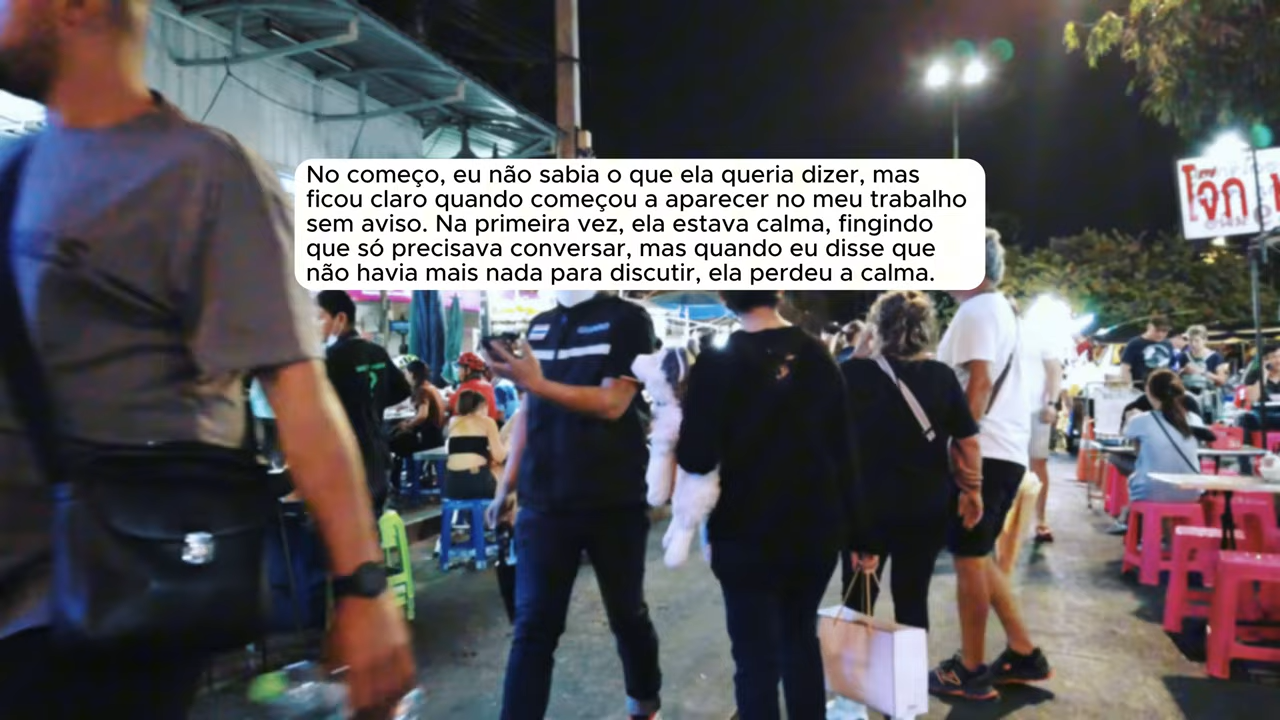 No começo, eu não sabia o que ela queria dizer, mas
ficou claro quando começou a aparecer no meu trabalho
sem aviso. Na primeira vez, ela estava calma, fingindo
que só precisava conversar, mas quando eu disse que
não havia mais nada para discutir, ela perdeu a calma.
โจ๊ก